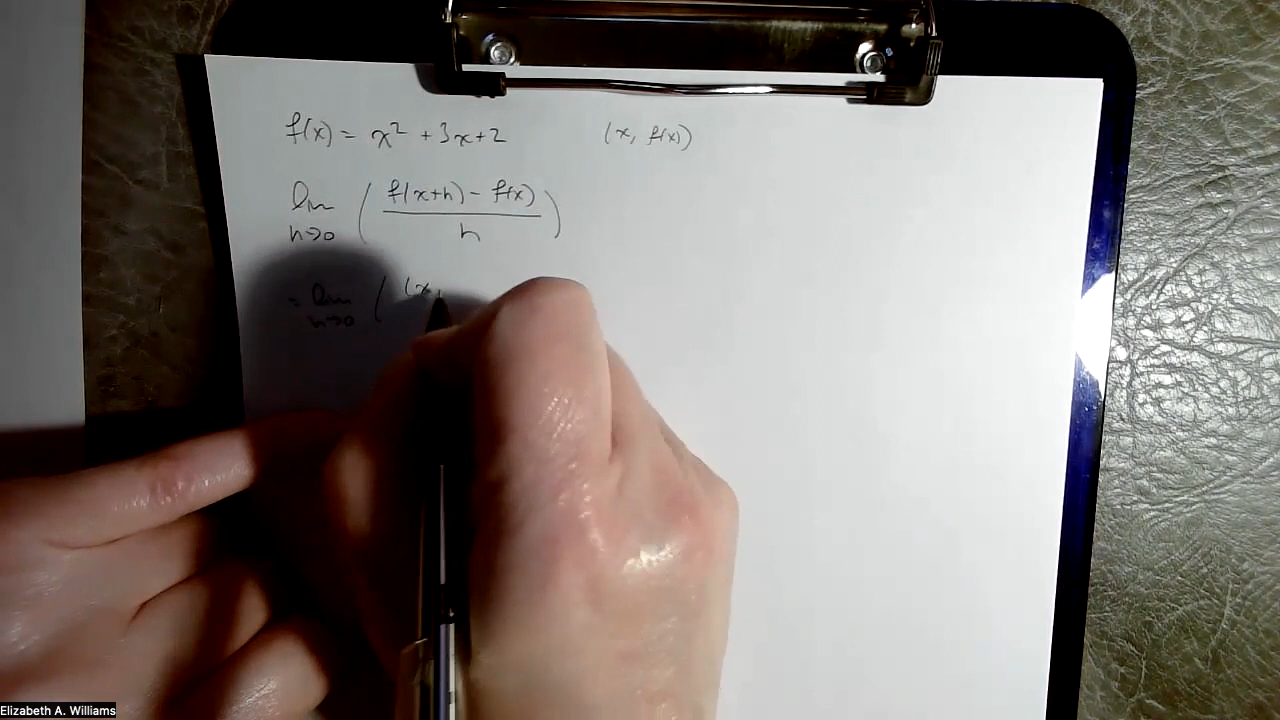 f(x) = x² + 3x+2 (x, f(x))
lim h→0 ( f(x+h) - f(x) / h )
= lim h→0 ( (x
Elizabeth A. Williams